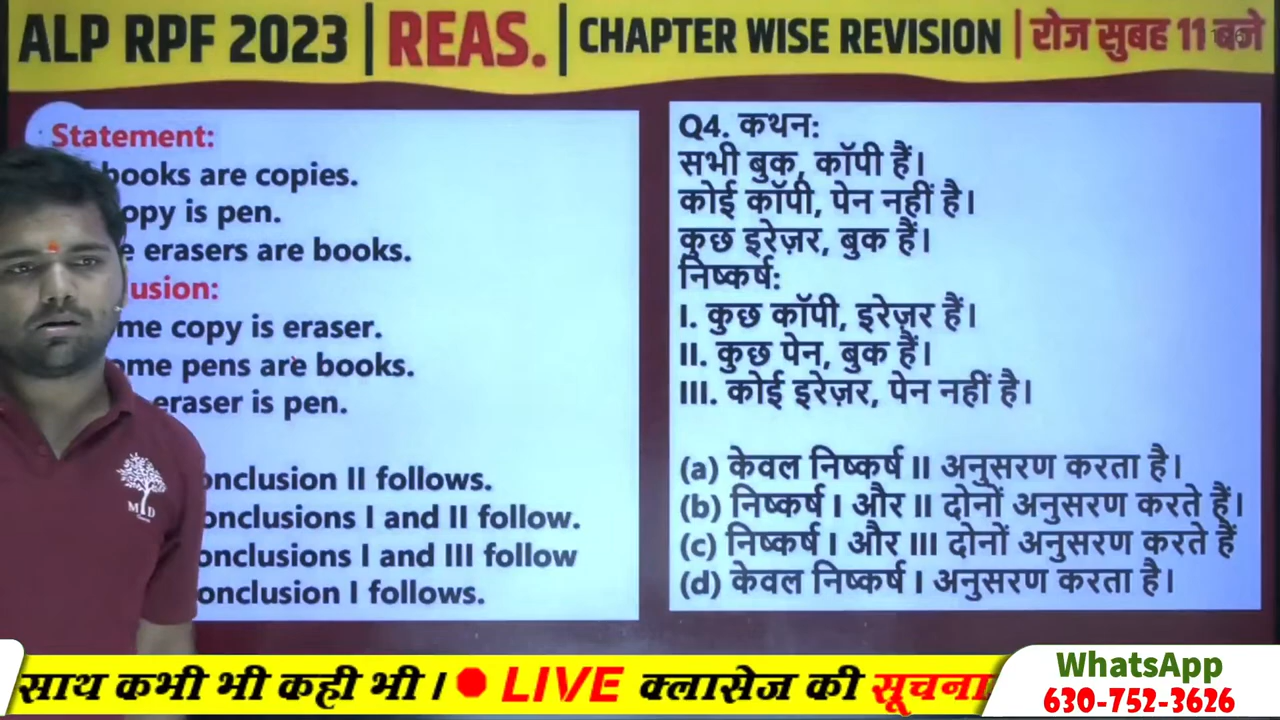 ALP RPF 2023 | REAS. | CHAPTER WISE REVISION | रोज सुबह 11 बजे
Statement:
books are copies.
opy is pen.
e erasers are books.
usion:
me copy is eraser.
ome pens are books.
eraser is pen.
onclusion II follows.
onclusions I and II follow.
onclusions I and III follow
onclusion I follows.
Q4. कथन:
सभी बुक, कॉपी हैं।
कोई कॉपी, पेन नहीं है।
कुछ इरेज़र, बुक हैं।
निष्कर्ष:
I. कुछ कॉपी, इरेज़र हैं।
II. कुछ पेन, बुक हैं।
III. कोई इरेज़र, पेन नहीं है।
(a) केवल निष्कर्ष II अनुसरण करता है।
(b) निष्कर्ष I और II दोनों अनुसरण करते हैं।
(c) निष्कर्ष I और III दोनों अनुसरण करते हैं
(d) केवल निष्कर्ष I अनुसरण करता है।
साथ कभी भी कही भी। LIVE क्लासेज की सूचना
WhatsApp
630-752-3626